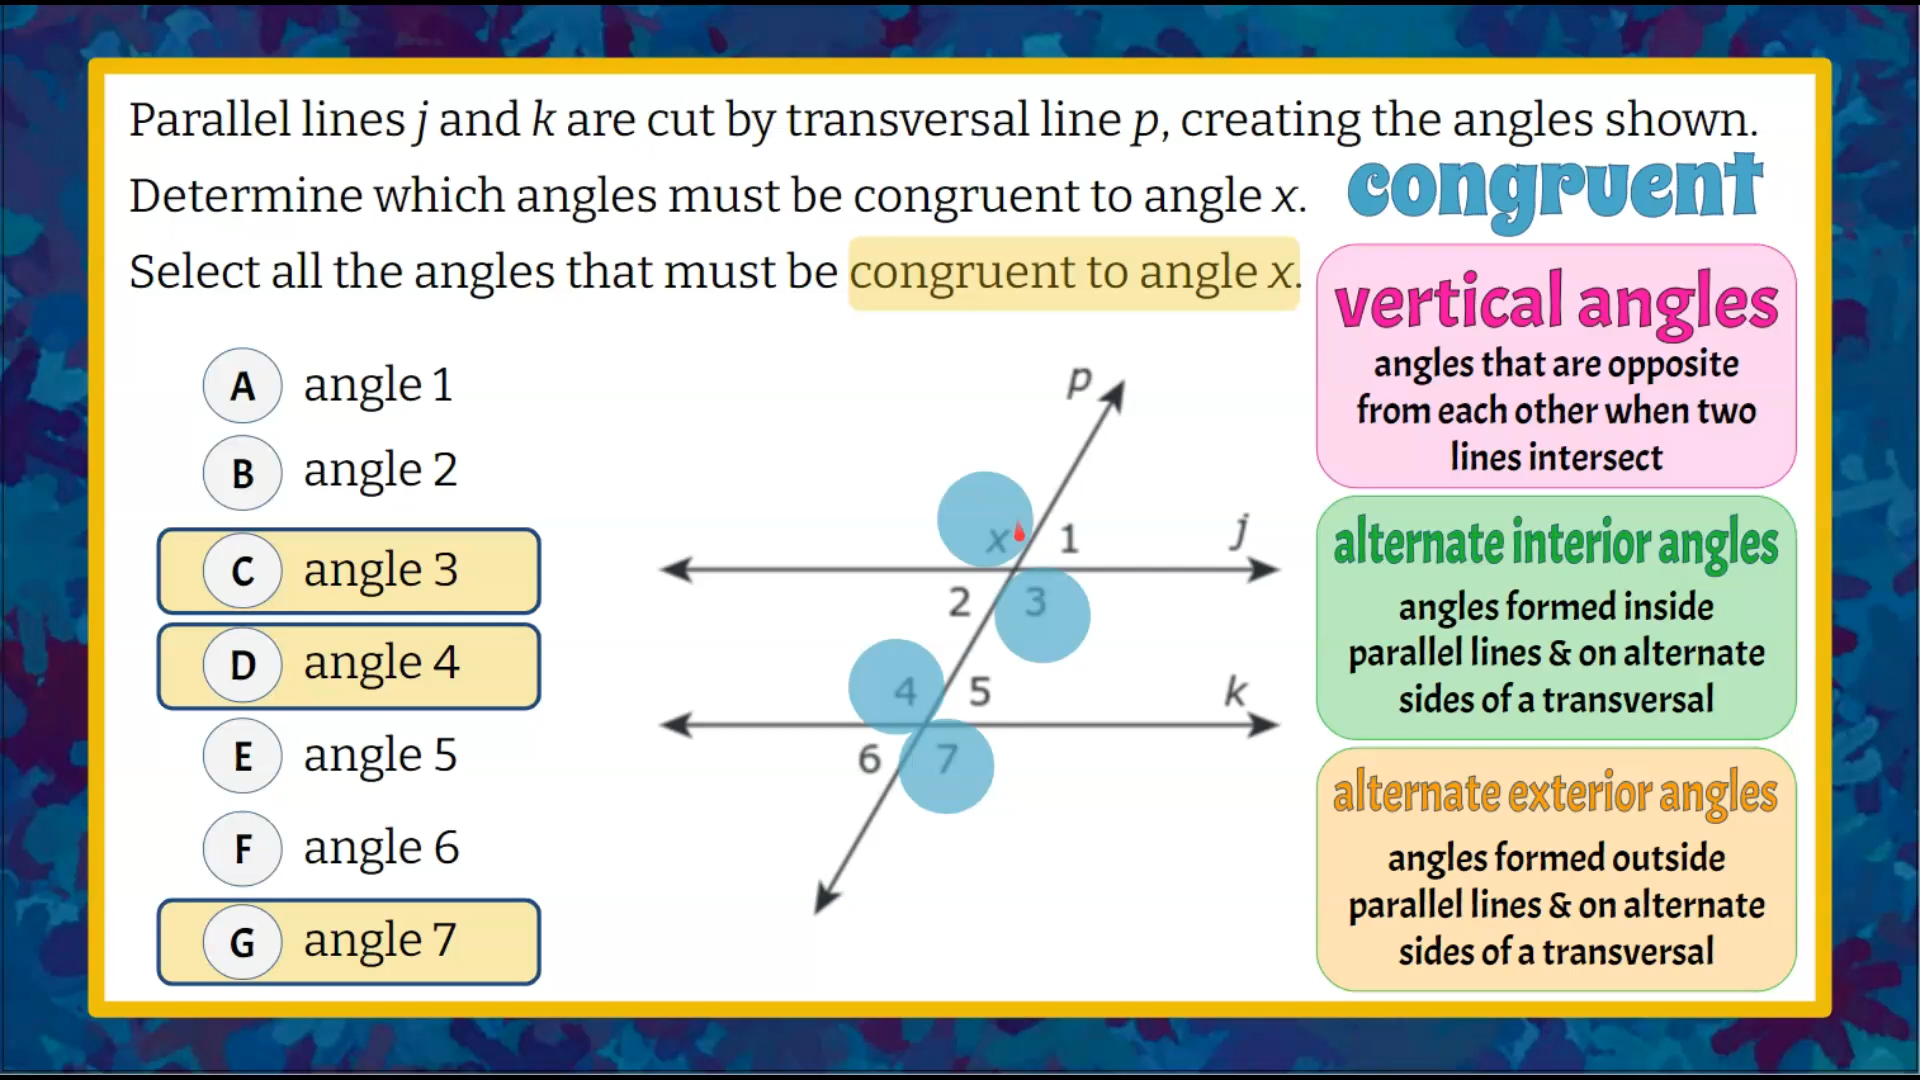 Parallel lines j and k are cut by transversal line p, creating the angles shown.
Determine which angles must be congruent to angle x.
Select all the angles that must be congruent to angle x.
congruent
vertical angles
angles that are opposite
from each other when two
lines intersect
alternate interior angles
angles formed inside
parallel lines & on alternate
sides of a transversal
alternate exterior angles
angles formed outside
parallel lines & on alternate
sides of a transversal
A angle 1
B angle 2
C angle 3
D angle 4
E angle 5
F angle 6
G angle 7
p
x 1 j
2 3
4 5 k
6 7